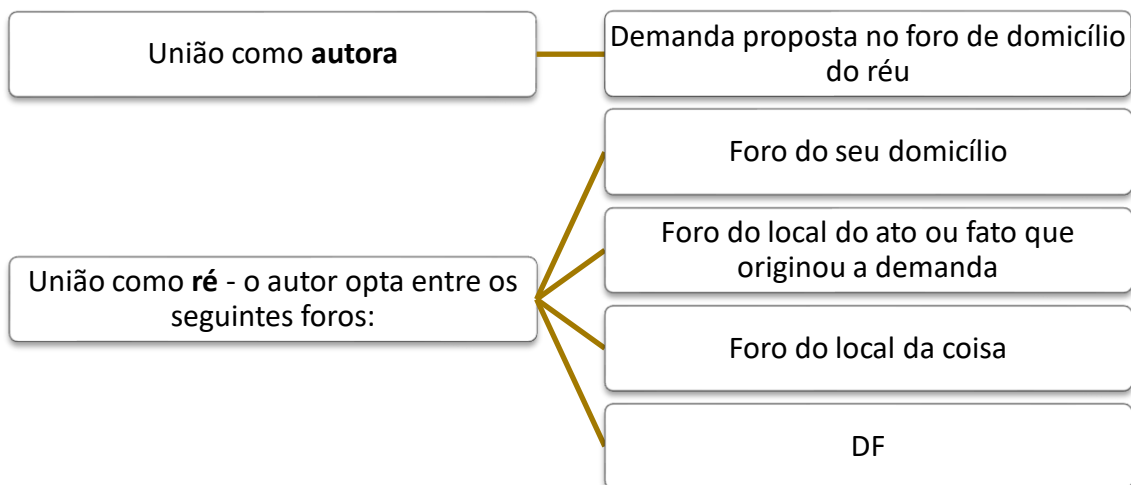 União como autora
Demanda proposta no foro de domicílio
do réu
União como ré - o autor opta entre os
seguintes foros:
Foro do seu domicílio
Foro do local do ato ou fato que
originou a demanda
Foro do local da coisa
DF